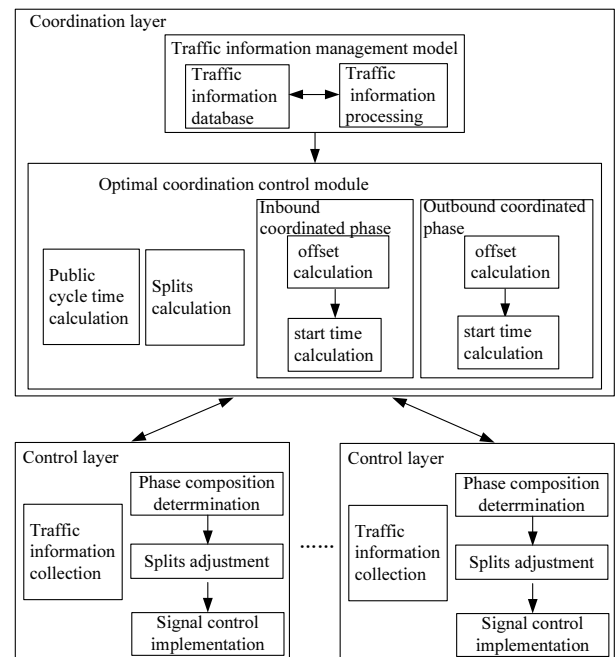 Coordination layer
Traffic information management model
Traffic
information
database
Traffic
information
processing
Optimal coordination control module
Public
cycle time
calculation
Splits
calculation
Inbound
coordinated phase
offset
calculation
start time
calculation
Outbound coordinated
phase
offset
calculation
start time
calculation
Control layer
Traffic
information
collection
Phase composition
deterrmination
Splits adjustment
Signal control
implementation
......
Control layer
Traffic
information
collection
Phase composition
deterrmination
Splits adjustment
Signal control
implementation